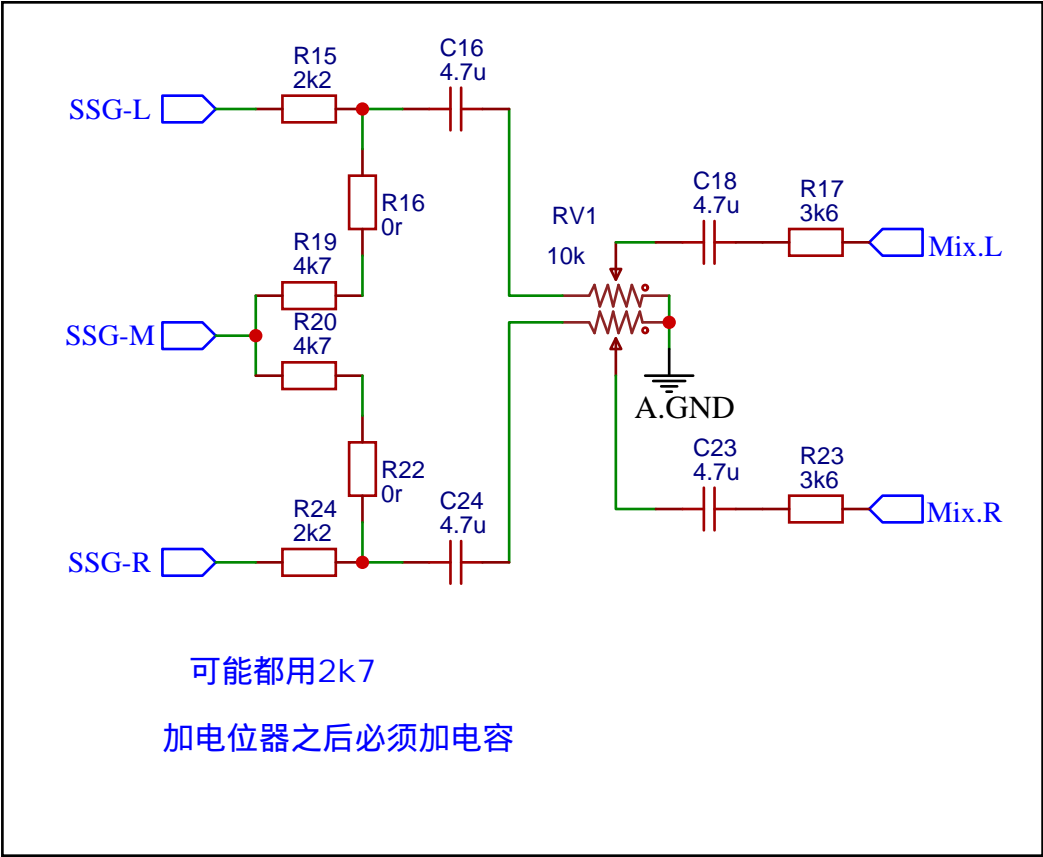 R15
2k2
C16
4.7u
SSG-L
R16
0r
C18
4.7u
R17
3k6
RV1
10k
Mix.L
R19
4k7
SSG-M
R20
4k7
A.GND
R22
0r
C23
4.7u
R23
3k6
Mix.R
R24
2k2
C24
4.7u
SSG-R
可能都用2k7
加电位器之后必须加电容